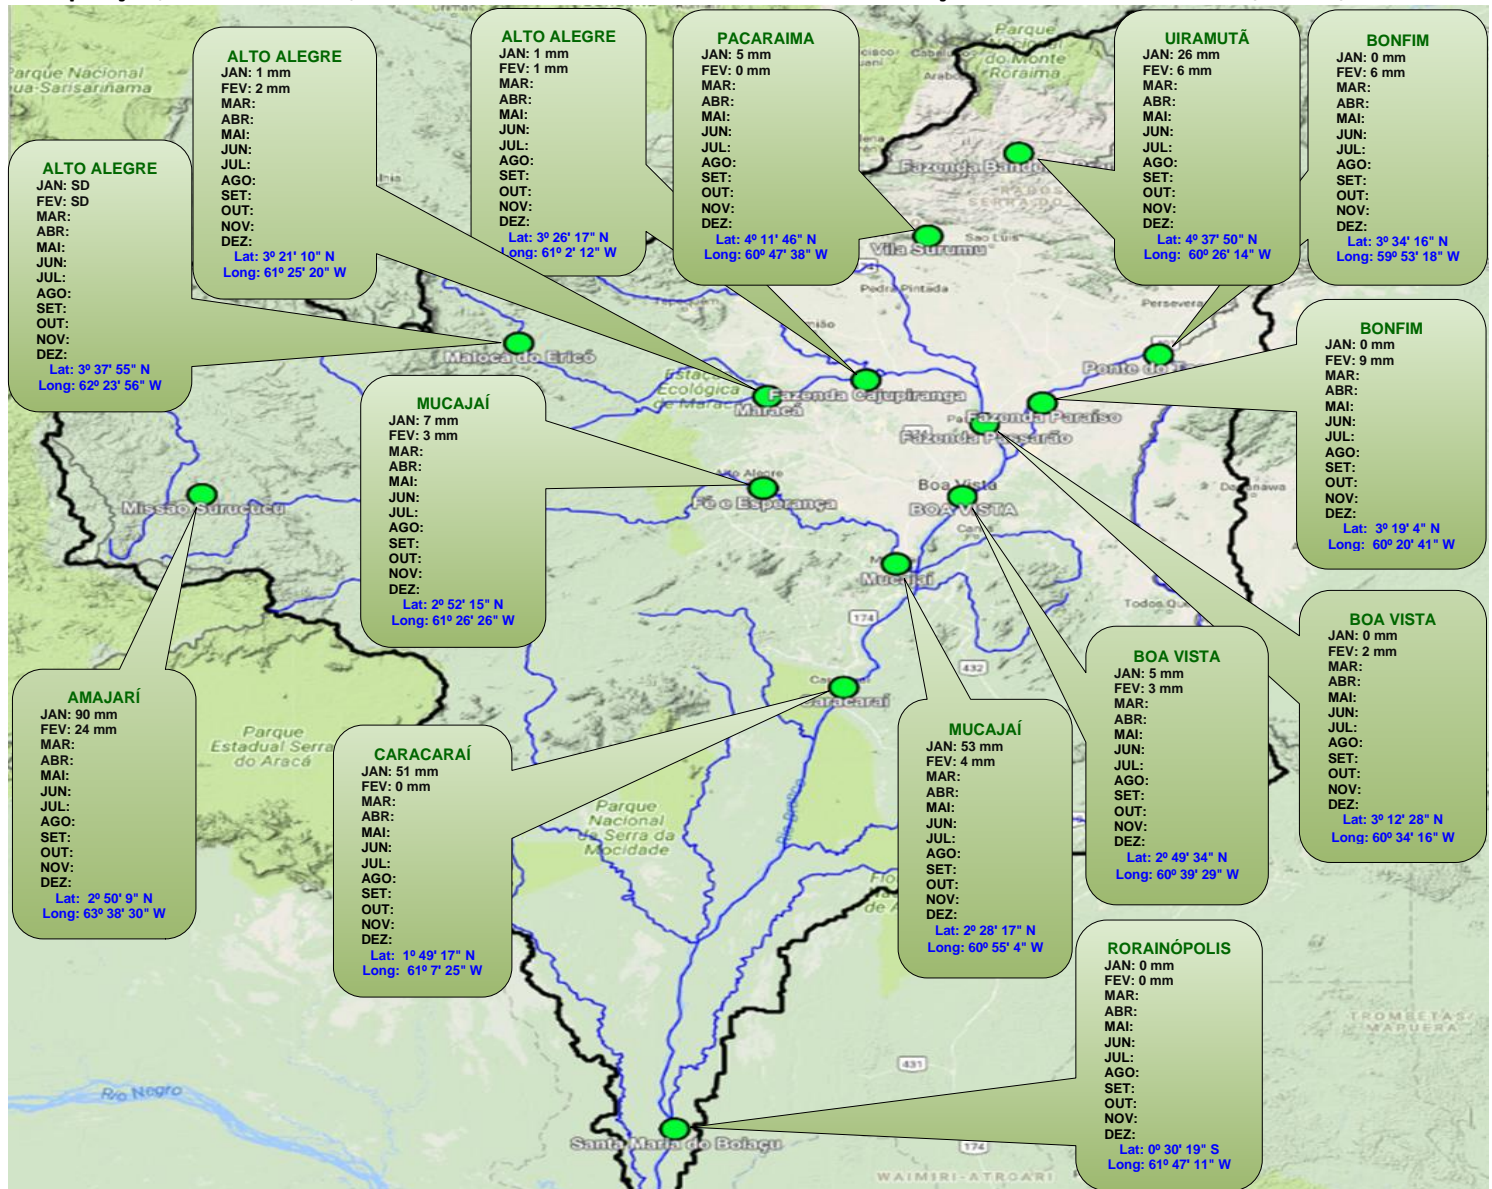 ALTO ALEGRE
JAN: SD
FEV: SD
MAR:
ABR:
MAI:
JUN:
JUL:
AGO:
SET:
OUT:
NOV:
DEZ:
Lat: 3º 37' 55" N
Long: 62º 23' 56" W
ALTO ALEGRE
JAN: 1 mm
FEV: 2 mm
MAR:
ABR:
MAI:
JUN:
JUL:
AGO:
SET:
OUT:
NOV:
DEZ:
Lat: 3º 21' 10" N
Long: 61º 25' 20" W
ALTO ALEGRE
JAN: 1 mm
FEV: 1 mm
MAR:
ABR:
MAI:
JUN:
JUL:
AGO:
SET:
OUT:
NOV:
DEZ:
Lat: 3º 26' 17" N
Long: 61º 2' 12" W
PACARAIMA
JAN: 5 mm
FEV: 0 mm
MAR:
ABR:
MAI:
JUN:
JUL:
AGO:
SET:
OUT:
NOV:
DEZ:
Lat: 4º 11' 46" N
Long: 60º 47' 38" W
UIRAMUTÃ
JAN: 26 mm
FEV: 6 mm
MAR:
ABR:
MAI:
JUN:
JUL:
AGO:
SET:
OUT:
NOV:
DEZ:
Lat: 4º 37' 50" N
Long: 60º 26' 14" W
BONFIM
JAN: 0 mm
FEV: 6 mm
MAR:
ABR:
MAI:
JUN:
JUL:
AGO:
SET:
OUT:
NOV:
DEZ:
Lat: 3º 34' 16" N
Long: 59º 53' 18" W
BONFIM
JAN: 0 mm
FEV: 9 mm
MAR:
ABR:
MAI:
JUN:
JUL:
AGO:
SET:
OUT:
NOV:
DEZ:
Lat: 3º 19' 4" N
Long: 60º 20' 41" W
MUCAJAÍ
JAN: 7 mm
FEV: 3 mm
MAR:
ABR:
MAI:
JUN:
JUL:
AGO:
SET:
OUT:
NOV:
DEZ:
Lat: 2º 52' 15" N
Long: 61º 26' 26" W
AMAJARÍ
JAN: 90 mm
FEV: 24 mm
MAR:
ABR:
MAI:
JUN:
JUL:
AGO:
SET:
OUT:
NOV:
DEZ:
Lat: 2º 50' 9" N
Long: 63º 38' 30" W
CARACARAÍ
JAN: 51 mm
FEV: 0 mm
MAR:
ABR:
MAI:
JUN:
JUL:
AGO:
SET:
OUT:
NOV:
DEZ:
Lat: 1º 49' 17" N
Long: 61º 7' 25" W
MUCAJAÍ
JAN: 53 mm
FEV: 4 mm
MAR:
ABR:
MAI:
JUN:
JUL:
AGO:
SET:
OUT:
NOV:
DEZ:
Lat: 2º 28' 17" N
Long: 60º 55' 4" W
BOA VISTA
JAN: 5 mm
FEV: 3 mm
MAR:
ABR:
MAI:
JUN:
JUL:
AGO:
SET:
OUT:
NOV:
DEZ:
Lat: 2º 49' 34" N
Long: 60º 39' 29" W
BOA VISTA
JAN: 0 mm
FEV: 2 mm
MAR:
ABR:
MAI:
JUN:
JUL:
AGO:
SET:
OUT:
NOV:
DEZ:
Lat: 3º 12' 28" N
Long: 60º 34' 16" W
RORAINÓPOLIS
JAN: 0 mm
FEV: 0 mm
MAR:
ABR:
MAI:
JUN:
JUL:
AGO:
SET:
OUT:
NOV:
DEZ:
Lat: 0º 30' 19" S
Long: 61º 47' 11" W
Parque Nacional
Parque
do Monte
Roraima
Fazenda
Vila Surumu
Sao Luis
Pedra Pintada
Maloca do Ericó
Ecológica
Maracá
Fazenda Cajupiranga
Ponte do
Fazenda Paraíso
Fazenda Passarão
Missão Surucucu
Alto Alegre
Fé e Esperança
Boa Vista
BOA VISTA
Mucajaí
174
432
Caracaraí
Parque
Estadual Serra
do Aracá
Parque
Nacional
da Serra da
Mocidade
Rio Branco
Rio Negro
431
174
Santa Maria do Boiaçu
TROMBETAS/
MAPUERA
WAIMIRI-ATROARI